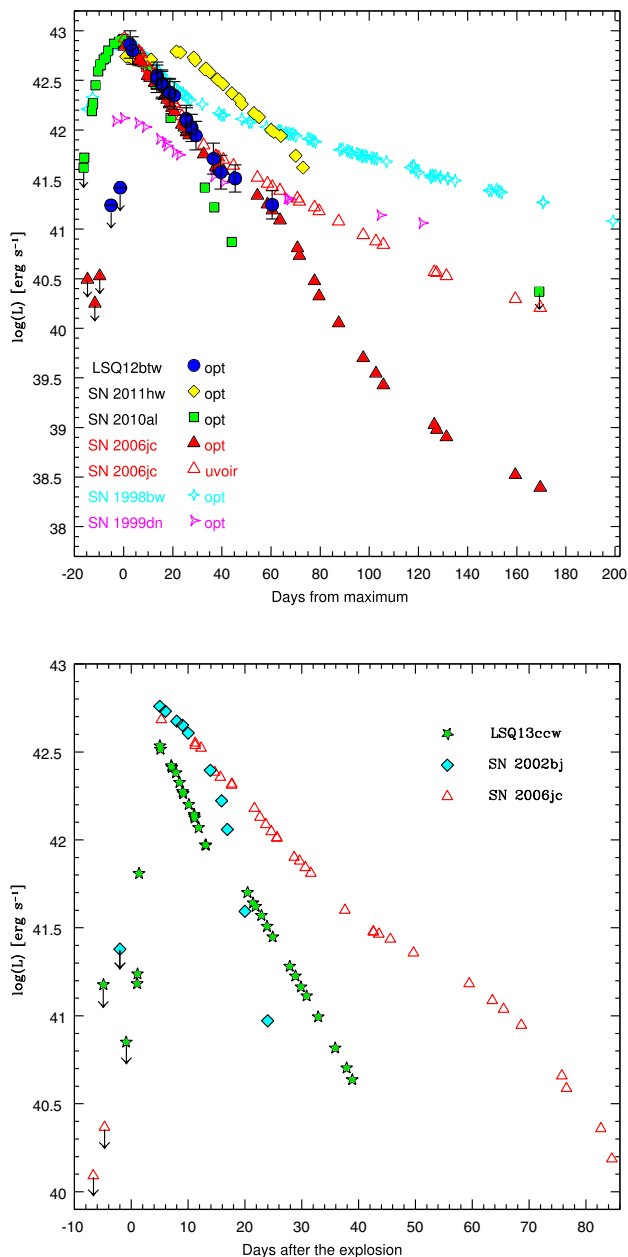 43
42.5
42
41.5
41
40.5
40
39.5
39
38.5
38
log(L) [erg s⁻¹]
LSQ12btw opt
SN 2011hw opt
SN 2010al opt
SN 2006jc opt
SN 2006jc uvoir
SN 1998bw opt
SN 1999dn opt
-20 0 20 40 60 80 100 120 140 160 180 200
Days from maximum
43
42.5
42
41.5
41
40.5
40
log(L) [erg s⁻¹]
LSQ13ccw
SN 2002bj
SN 2006jc
-10 0 10 20 30 40 50 60 70 80
Days after the explosion